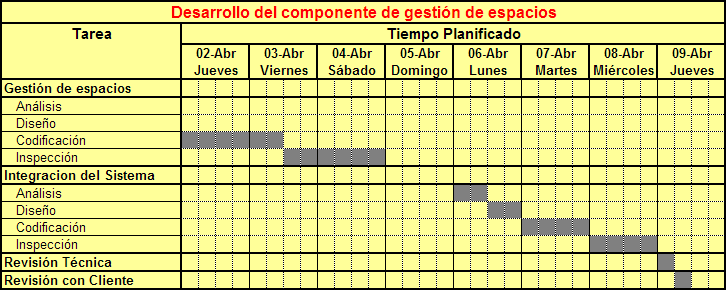 Desarrollo del componente de gestión de espacios
Tarea
Tiempo Planificado
02-Abr 03-Abr 04-Abr 05-Abr 06-Abr 07-Abr 08-Abr 09-Abr
Jueves Viernes Sábado Domingo Lunes Martes Miércoles Jueves
Gestión de espacios
Análisis
Diseño
Codificación
Inspección
Integracion del Sistema
Análisis
Diseño
Codificación
Inspección
Revisión Técnica
Revisión con Cliente